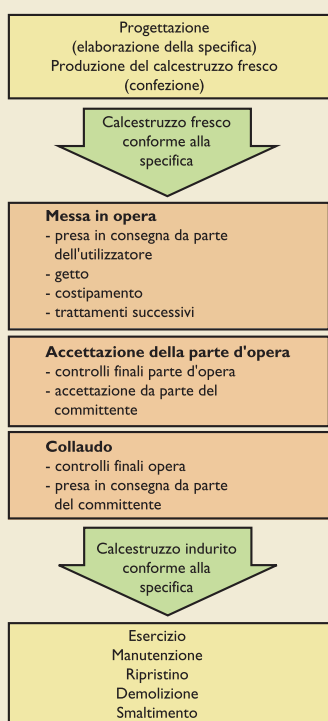 Progettazione
(elaborazione della specifica)
Produzione del calcestruzzo fresco
(confezione)
Calcestruzzo fresco
conforme alla
specifica
Messa in opera
- presa in consegna da parte
dell'utilizzatore
- getto
- costipamento
- trattamenti successivi
Accettazione della parte d'opera
- controlli finali parte d'opera
- accettazione da parte del
committente
Collaudo
- controlli finali opera
- presa in consegna da parte
del committente
Calcestruzzo indurito
conforme alla
specifica
Esercizio
Manutenzione
Ripristino
Demolizione
Smaltimento